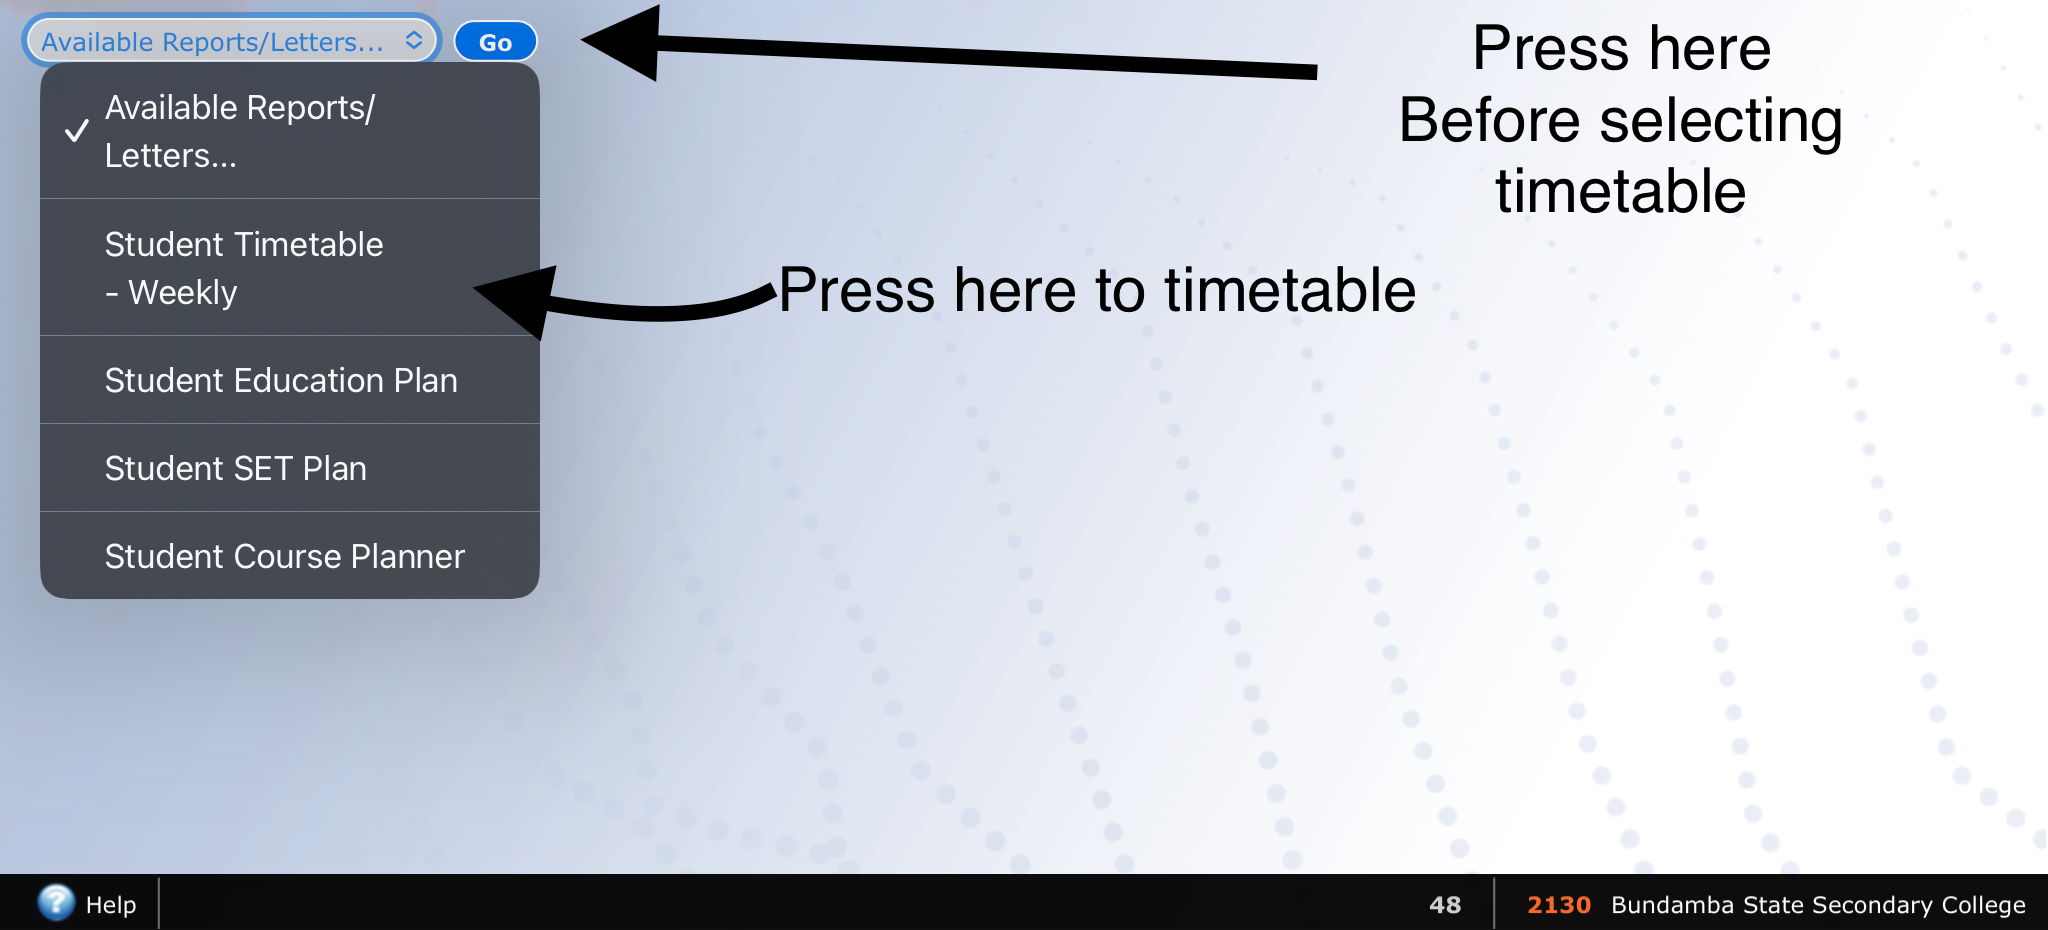 Available Reports/Letters...
Go
Available Reports/
Letters...
Student Timetable
- Weekly
Student Education Plan
Student SET Plan
Student Course Planner
Press here
Before selecting
timetable
Press here to timetable
Help
48
2130 Bundamba State Secondary College